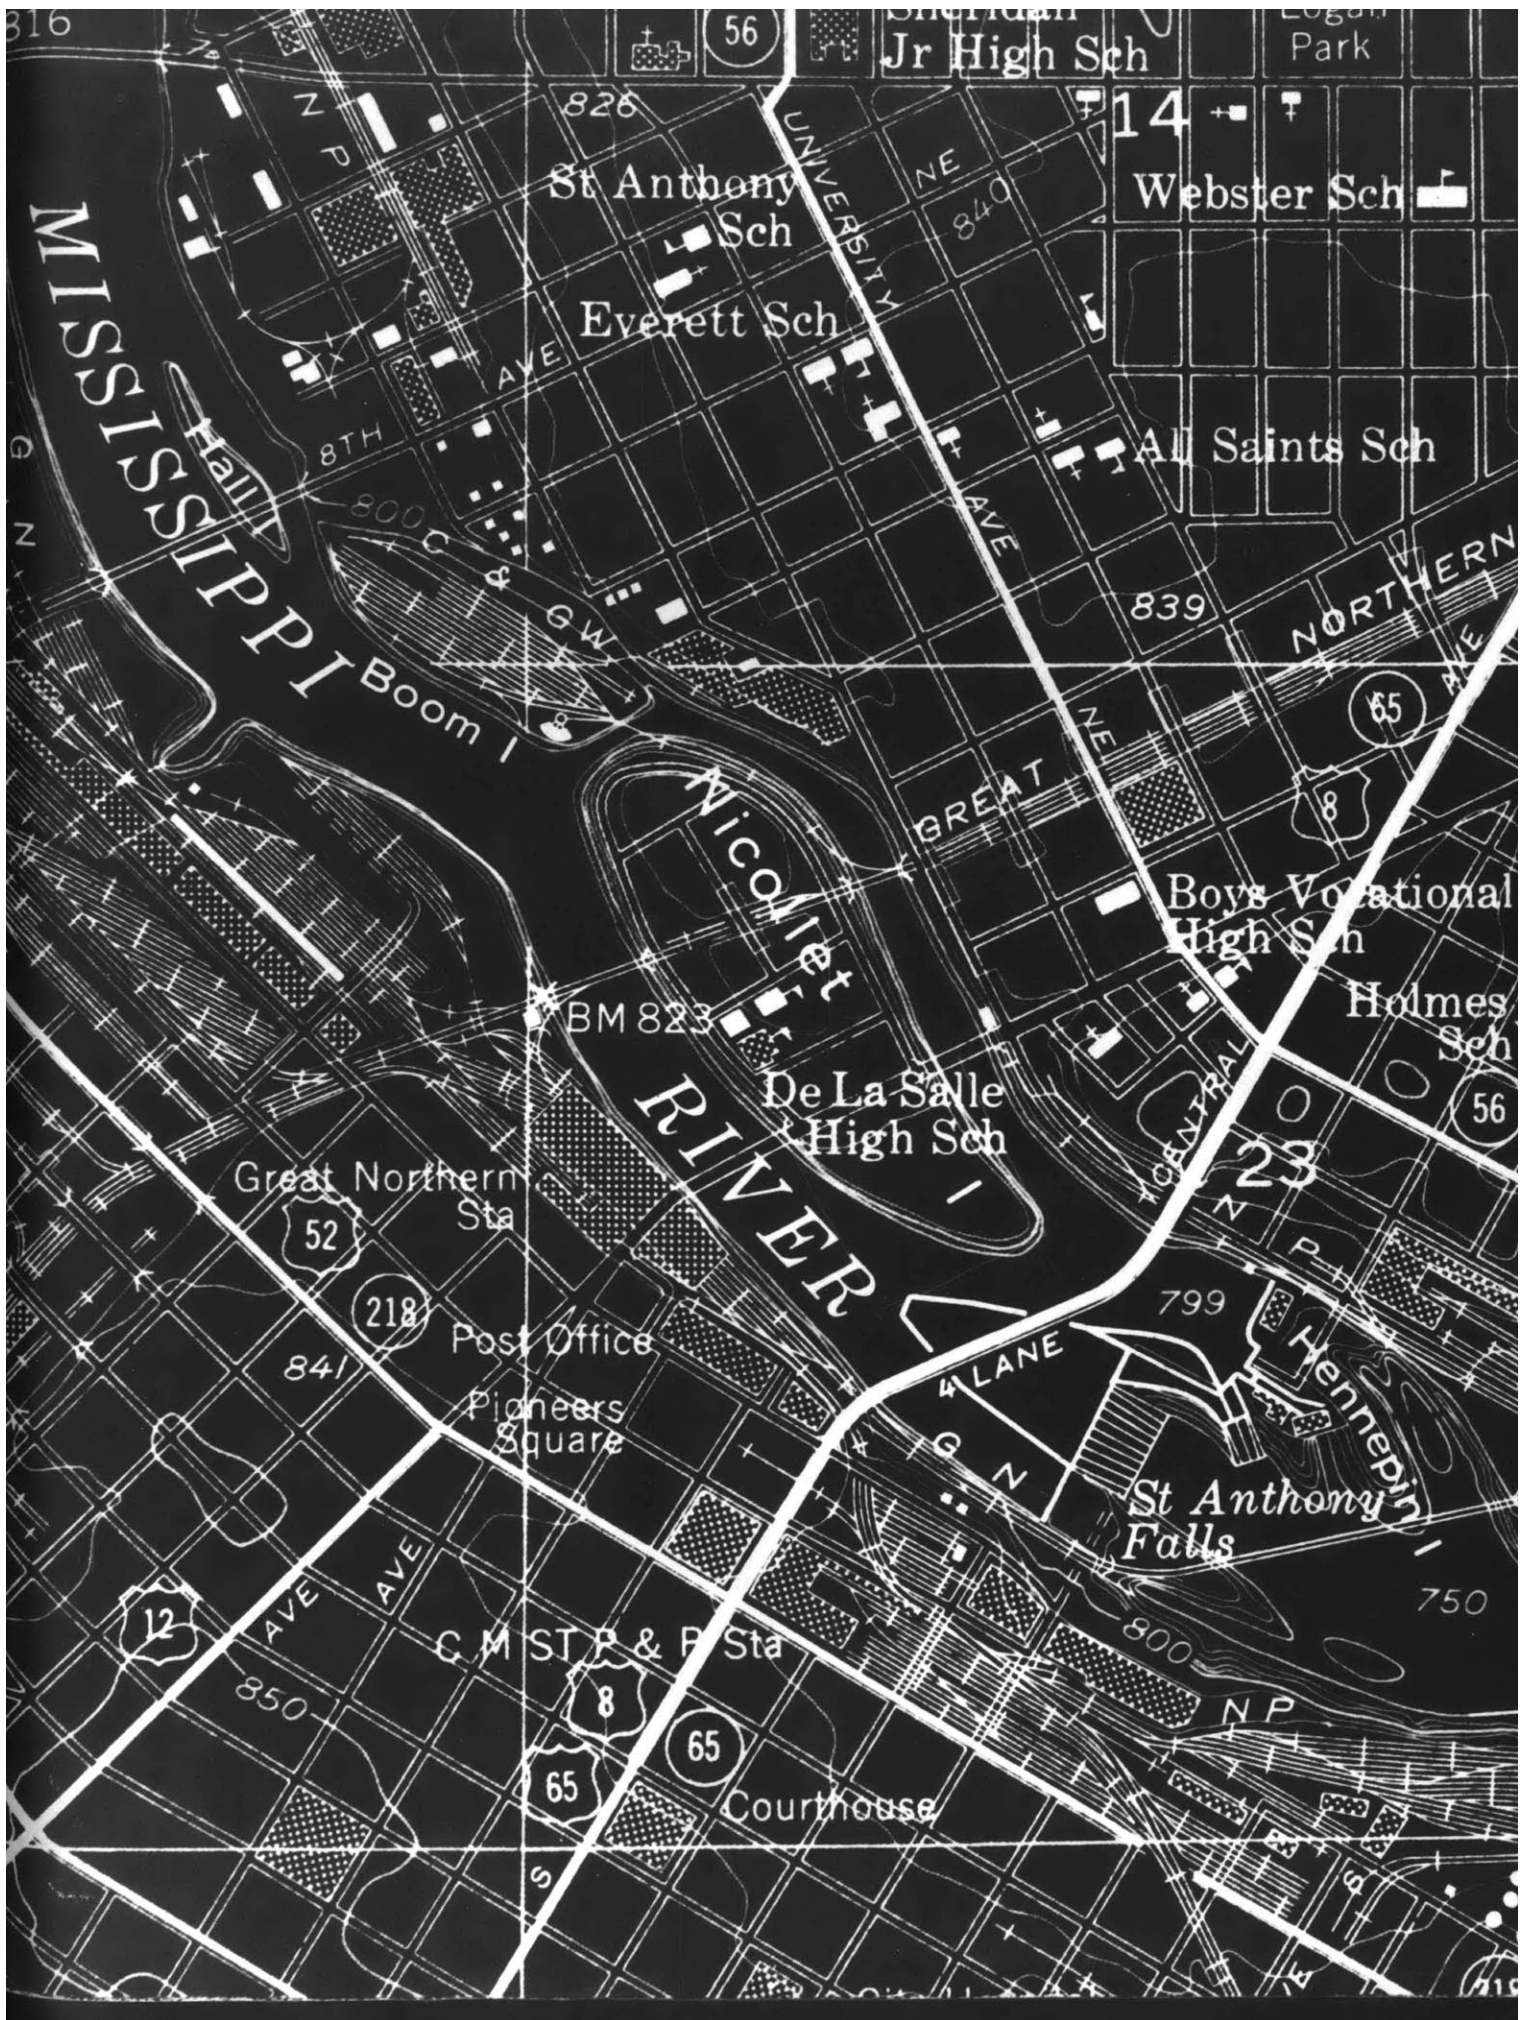 816
56
Sheridan
Jr High Sch
Logan
Park
N P
826
UNIVERSITY
NE
840
14
St Anthony
Sch
Webster Sch
MISSISSIPPI
Everett Sch
AVE
8TH
Hall I
G N
800
C & G W
All Saints Sch
AVE
NE
839
NORTHERN
AVE
65
Boom I
8
GREAT
Nicollet
I
Boys Vocational
High Sch
Holmes
Sch
BM 823
De La Salle
High Sch
RIVER
CENTRAL
56
23
Great Northern
Sta
52
218
N P
799
Post Office
841
4 LANE
Hennepin
I
Pioneers
Square
G N
St Anthony
Falls
750
12
AVE
AVE
C M ST P & P Sta
800
850
8
65
65
N P
Courthouse
S
S